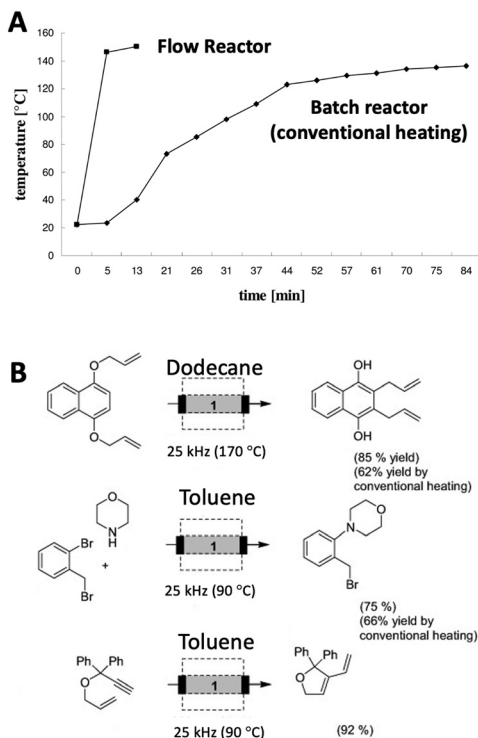 A
160
140
120
100
80
60
40
20
0
temperature [°C]
Flow Reactor
Batch reactor
(conventional heating)
0 5 13 21 26 31 37 44 52 57 61 70 75 84
time [min]
B
Dodecane
O
O
1
25 kHz (170 °C)
OH
OH
(85 % yield)
(62% yield by
conventional heating)
Toluene
O
N
H
Br
+
Br
1
25 kHz (90 °C)
O
N
Br
(75 %)
(66% yield by
conventional heating)
Toluene
Ph Ph
O
1
25 kHz (90 °C)
Ph Ph
O
(92 %)